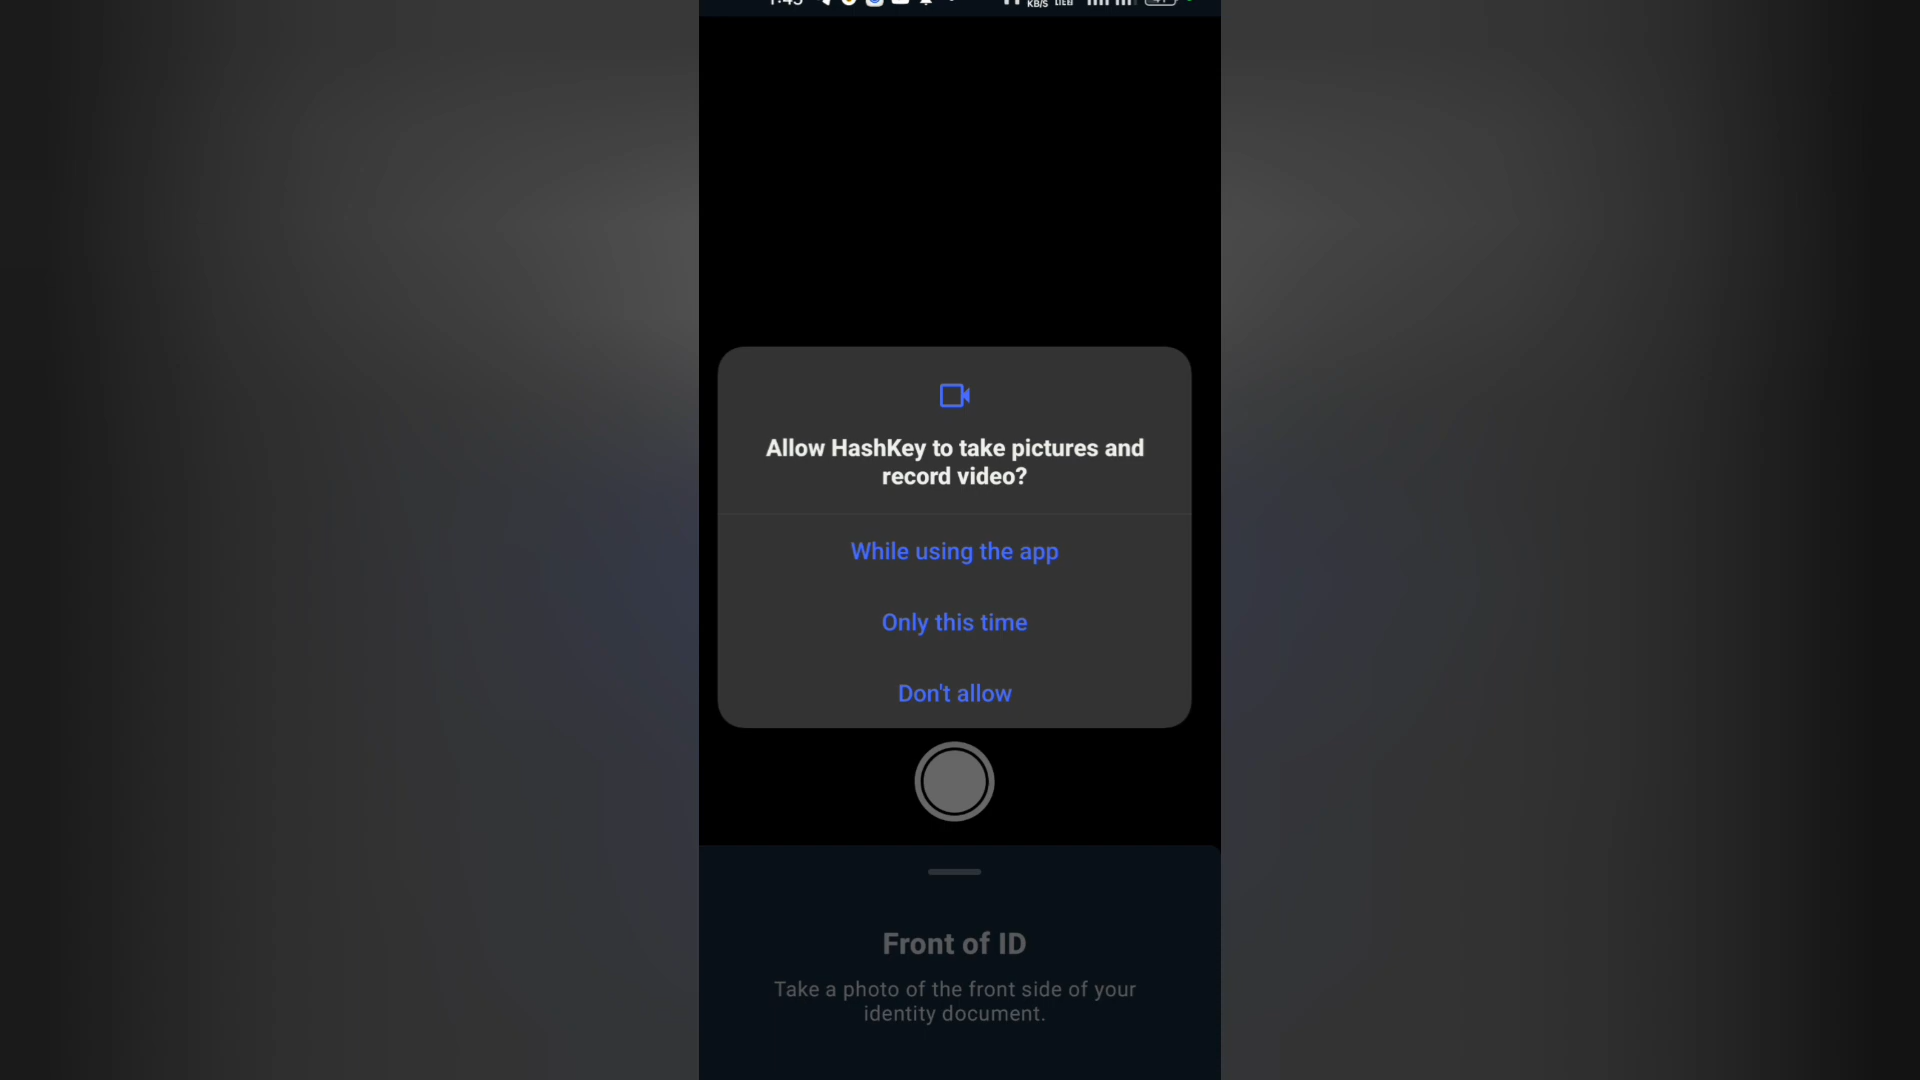 KB/S
Allow HashKey to take pictures and
record video?
While using the app
Only this time
Don't allow
Front of ID
Take a photo of the front side of your
identity document.